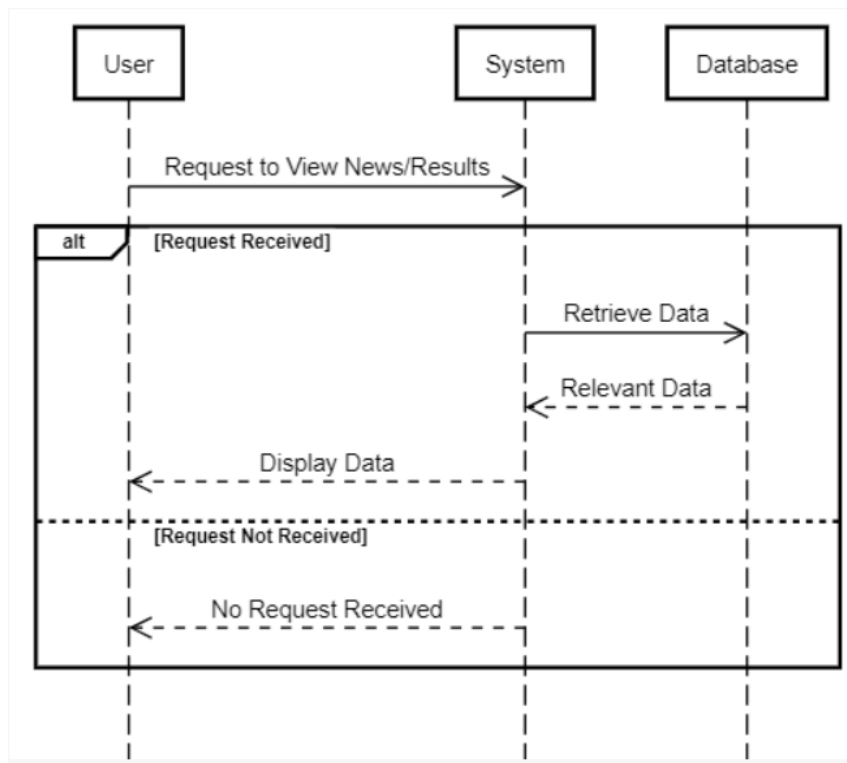 User
System
Database
Request to View News/Results
alt
[Request Received]
Retrieve Data
Relevant Data
Display Data
[Request Not Received]
No Request Received